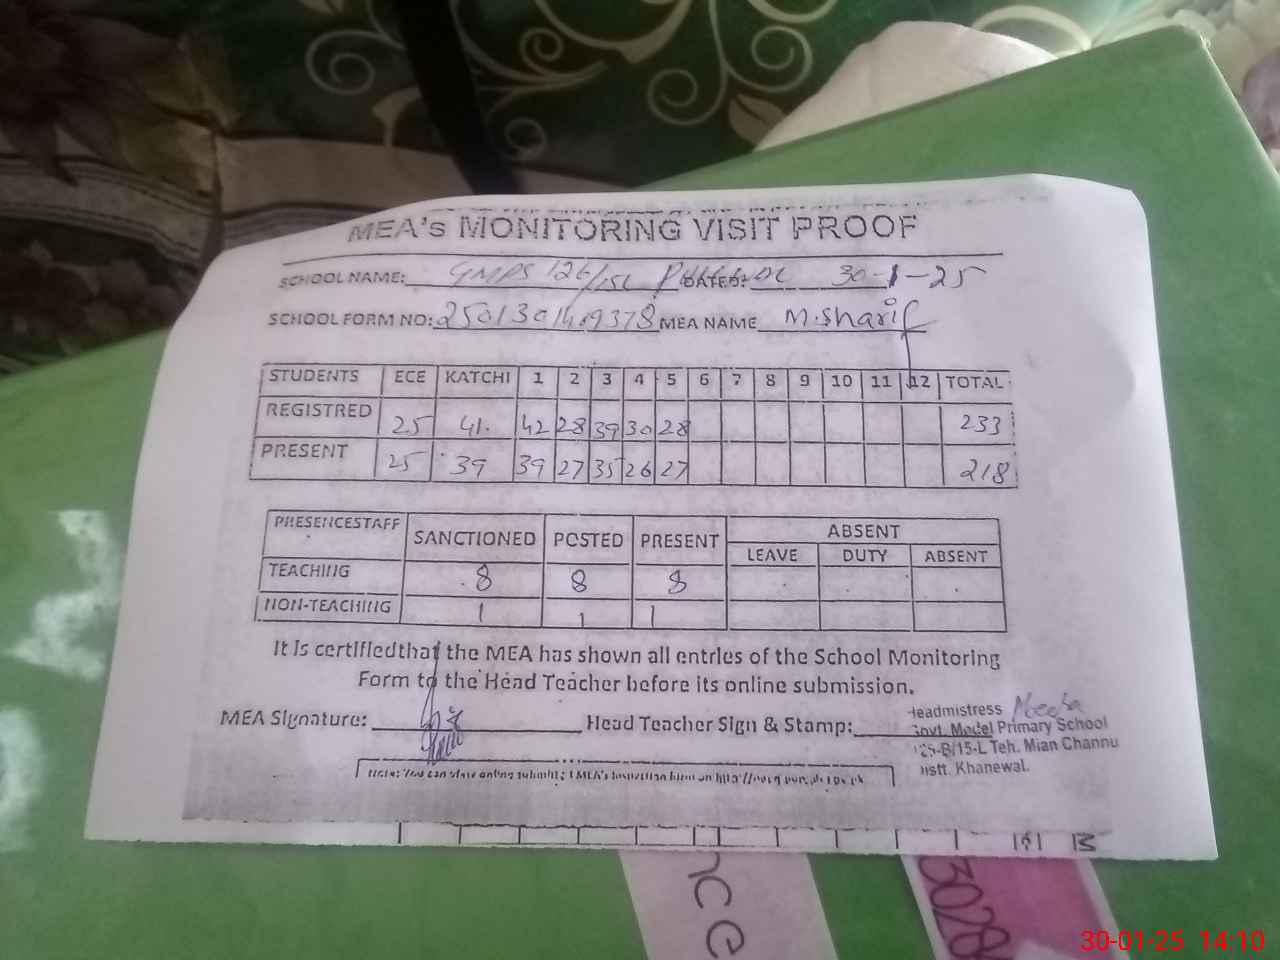 MEA's MONITORING VISIT PROOF
SCHOOL NAME: GMPS 126/15L DATED: 30-1-25
SCHOOL FORM NO: MEA NAME M.Sharif
STUDENTS ECE KATCHI 1 2 3 4 5 6 7 8 9 10 11 12 TOTAL
REGISTRED 25 41 42 28 39 30 28 233
PRESENT 25 39 39 27 35 26 27 218
PRESENCESTAFF SANCTIONED POSTED PRESENT ABSENT
LEAVE DUTY ABSENT
TEACHING 8 8 8
NON-TEACHING 1 1 1
It is certifiedthat the MEA has shown all entries of the School Monitoring
Form to the Head Teacher before its online submission.
MEA Signature: Head Teacher Sign & Stamp:
Headmistress
Govt. Model Primary School
Teh. Mian Channu
Distt. Khanewal.
nce
3028
30-01-25 14:10